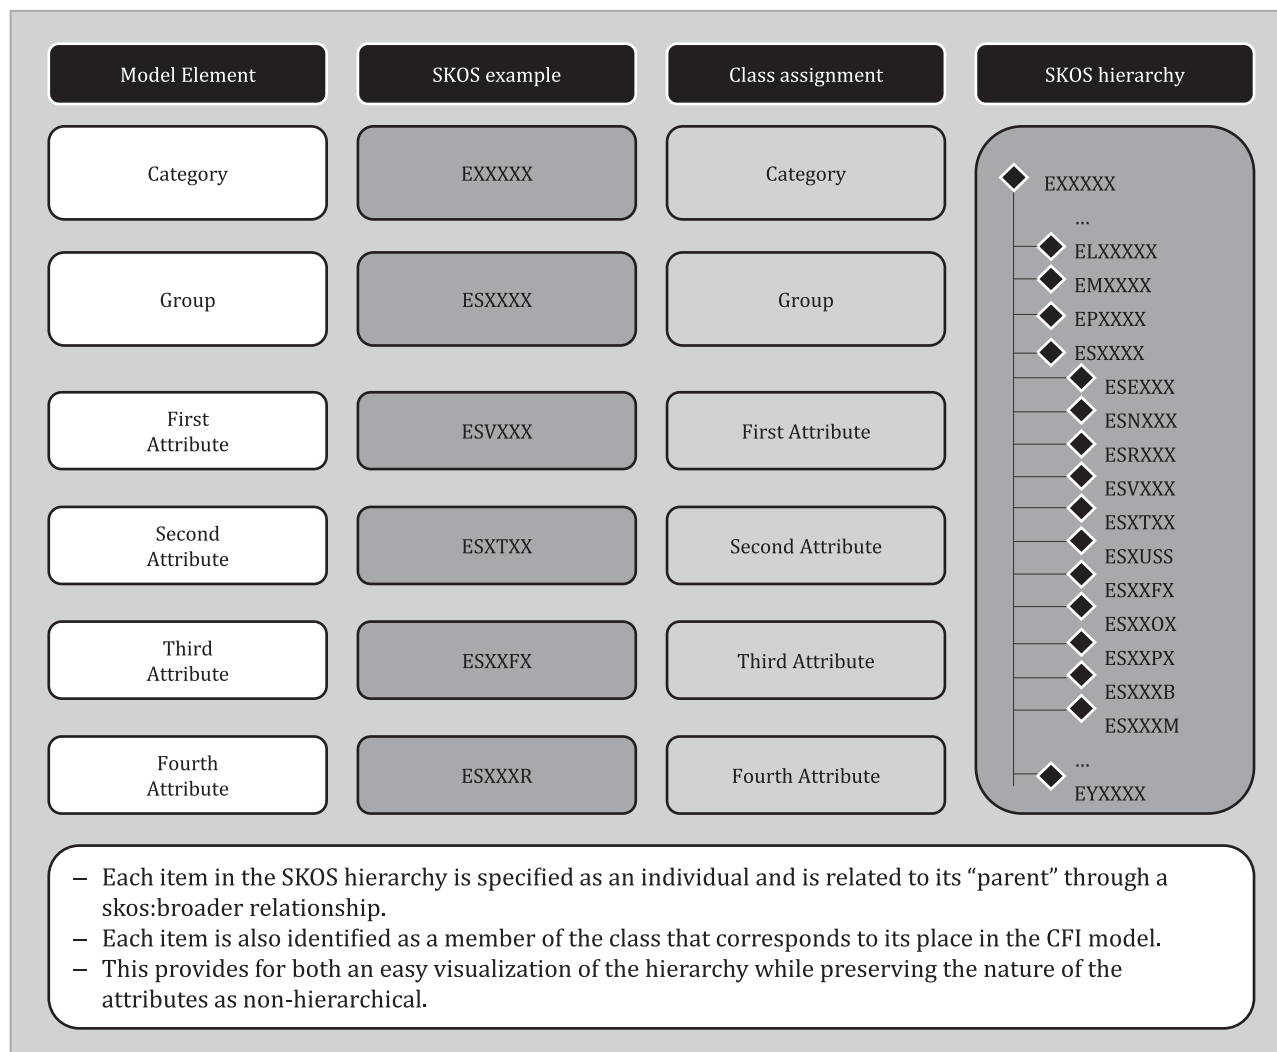 Model Element
SKOS example
Class assignment
SKOS hierarchy
Category
EXXXXX
Category
Group
ESXXXX
Group
First
Attribute
ESVXXX
First Attribute
Second
Attribute
ESXTXX
Second Attribute
Third
Attribute
ESXXFX
Third Attribute
Fourth
Attribute
ESXXXR
Fourth Attribute
EXXXXX
...
ELXXXXX
EMXXXX
EPXXXX
ESXXXX
ESEXXX
ESNXXX
ESRXXX
ESVXXX
ESXTXX
ESXUSS
ESXXFX
ESXXOX
ESXXPX
ESXXXB
ESXXXM
...
EYXXXX
– Each item in the SKOS hierarchy is specified as an individual and is related to its “parent” through a
skos:broader relationship.
– Each item is also identified as a member of the class that corresponds to its place in the CFI model.
– This provides for both an easy visualization of the hierarchy while preserving the nature of the
attributes as non-hierarchical.